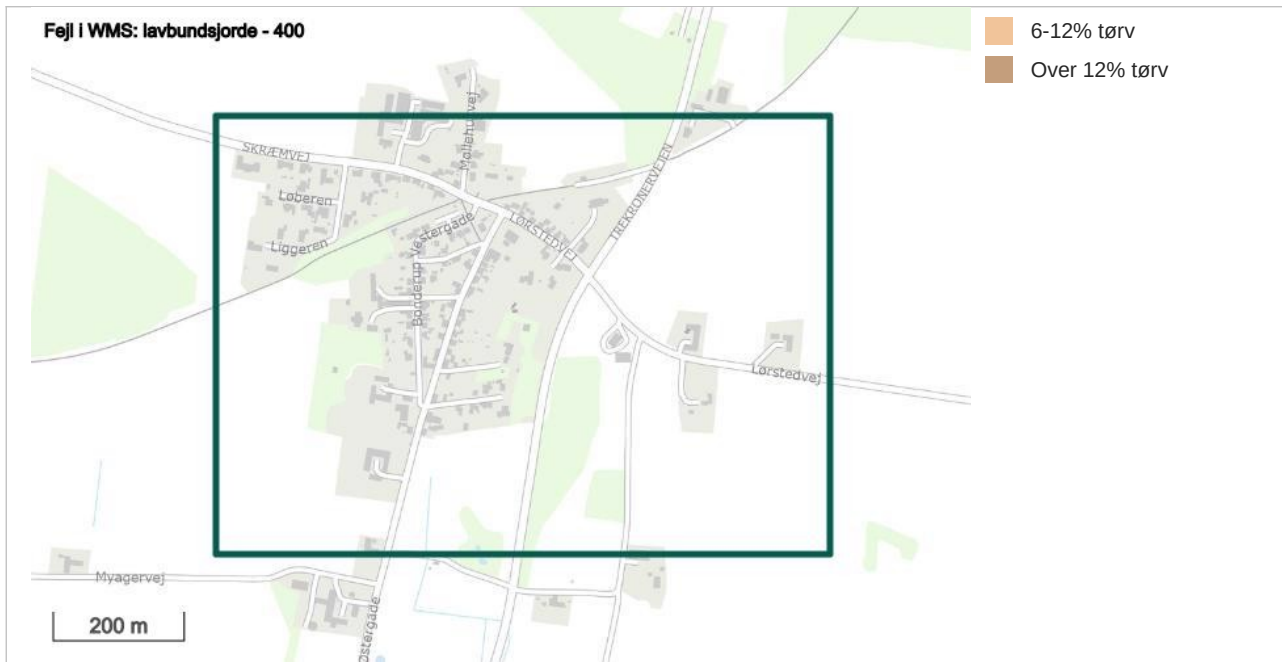 Fejl i WMS: lavbundsjorde - 400
6-12% tørv
Over 12% tørv
Møllehusvej
SKRÆMVEJ
TREKRONERVEJEN
Løberen
Bonderup Vestergade
LØRSTEDVEJ
Liggeren
Lørstedvej
Myagervej
200 m
Østergade